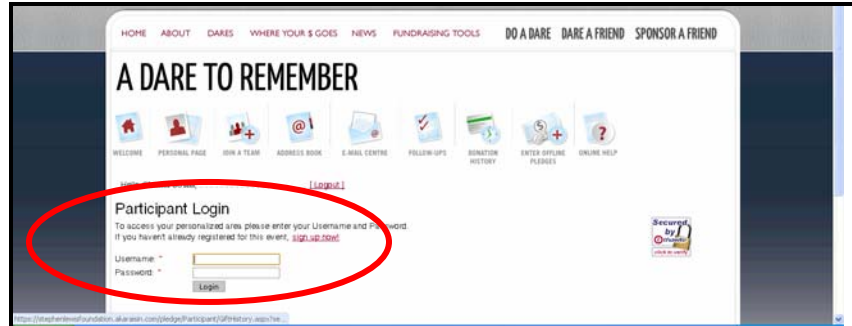 HOME ABOUT DARES WHERE YOUR $ GOES NEWS FUNDRAISING TOOLS DO A DARE DARE A FRIEND SPONSOR A FRIEND
A DARE TO REMEMBER
WELCOME PERSONAL PAGE JOIN A TEAM ADDRESS BOOK E-MAIL CENTRE FOLLOW-UPS DONATION HISTORY ENTER OFFLINE PLEDGES ONLINE HELP
[ Logout ]
Participant Login
To access your personalized area please enter your Username and Password.
If you haven't already registered for this event, sign up now!
Username: *
Password: *
Login
Secured by
thawte
click to verify